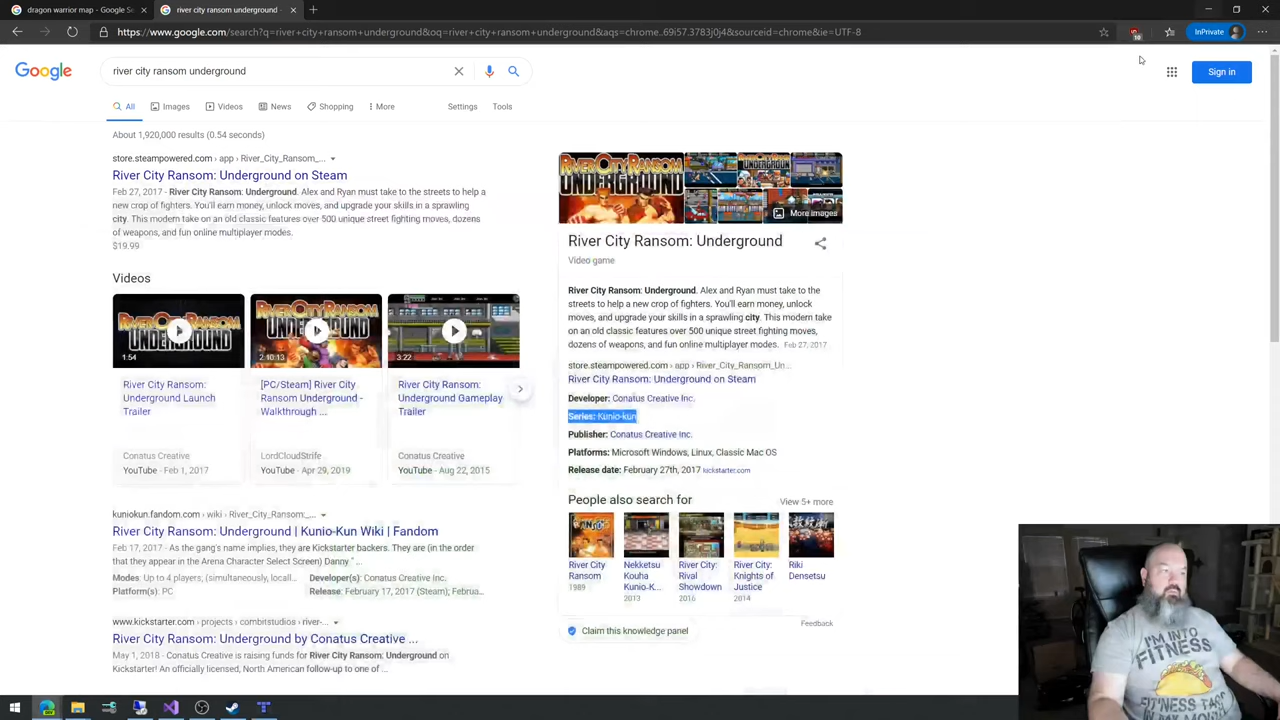 dragon warrior map - Google Se
river city ransom underground -
https://www.google.com/search?q=river+city+ransom+underground&oq=river+city+ransom+underground&aqs=chrome..69i57.3783j0j4&sourceid=chrome&ie=UTF-8
10
InPrivate
Google
river city ransom underground
Sign in
All
Images
Videos
News
Shopping
More
Settings
Tools
About 1,920,000 results (0.54 seconds)
store.steampowered.com › app › River_City_Ransom_...
River City Ransom: Underground on Steam
Feb 27, 2017 - River City Ransom: Underground. Alex and Ryan must take to the streets to help a
new crop of fighters. You'll earn money, unlock moves, and upgrade your skills in a sprawling
city. This modern take on an old classic features over 500 unique street fighting moves, dozens
of weapons, and fun online multiplayer modes.
$19.99
Videos
RIVER CITY RANSOM
UNDERGROUND
1:54
River City Ransom:
Underground Launch
Trailer
Conatus Creative
YouTube - Feb 1, 2017
RIVER CITY RANSOM
UNDERGROUND
2:10:13
[PC/Steam] River City
Ransom Underground -
Walkthrough ...
LordCloudStrife
YouTube - Apr 29, 2019
3:22
River City Ransom:
Underground Gameplay
Trailer
Conatus Creative
YouTube - Aug 22, 2015
kuniokun.fandom.com › wiki › River_City_Ransom:_...
River City Ransom: Underground | Kunio-Kun Wiki | Fandom
Feb 17, 2017 - As the gang's name implies, they are Kickstarter backers. They are (in the order
that they appear in the Arena Character Select Screen) Danny " ...
Modes: Up to 4 players, (simultaneously, locall...
Developer(s): Conatus Creative Inc.
Platform(s): PC
Release: February 17, 2017 (Steam); Februa...
www.kickstarter.com › projects › combitstudios › river-...
River City Ransom: Underground by Conatus Creative ...
May 1, 2018 - Conatus Creative is raising funds for River City Ransom: Underground on
Kickstarter! An officially licensed, North American follow-up to one of ...
RIVER CITY RANSOM
UNDERGROUND
More images
River City Ransom: Underground
Video game
River City Ransom: Underground. Alex and Ryan must take to the
streets to help a new crop of fighters. You'll earn money, unlock
moves, and upgrade your skills in a sprawling city. This modern take
on an old classic features over 500 unique street fighting moves,
dozens of weapons, and fun online multiplayer modes. Feb 27, 2017
store.steampowered.com › app › River_City_Ransom_Un...
River City Ransom: Underground on Steam
Developer: Conatus Creative Inc.
Series: Kunio-kun
Publisher: Conatus Creative Inc.
Platforms: Microsoft Windows, Linux, Classic Mac OS
Release date: February 27th, 2017 kickstarter.com
People also search for
View 5+ more
River City
Ransom
1989
Nekketsu
Kouha
Kunio-K...
2013
River City:
Rival
Showdown
2016
River City:
Knights of
Justice
2014
Riki
Densetsu
Feedback
Claim this knowledge panel
I'M INTO
FITNESS
FITNESS TACO
IN MY